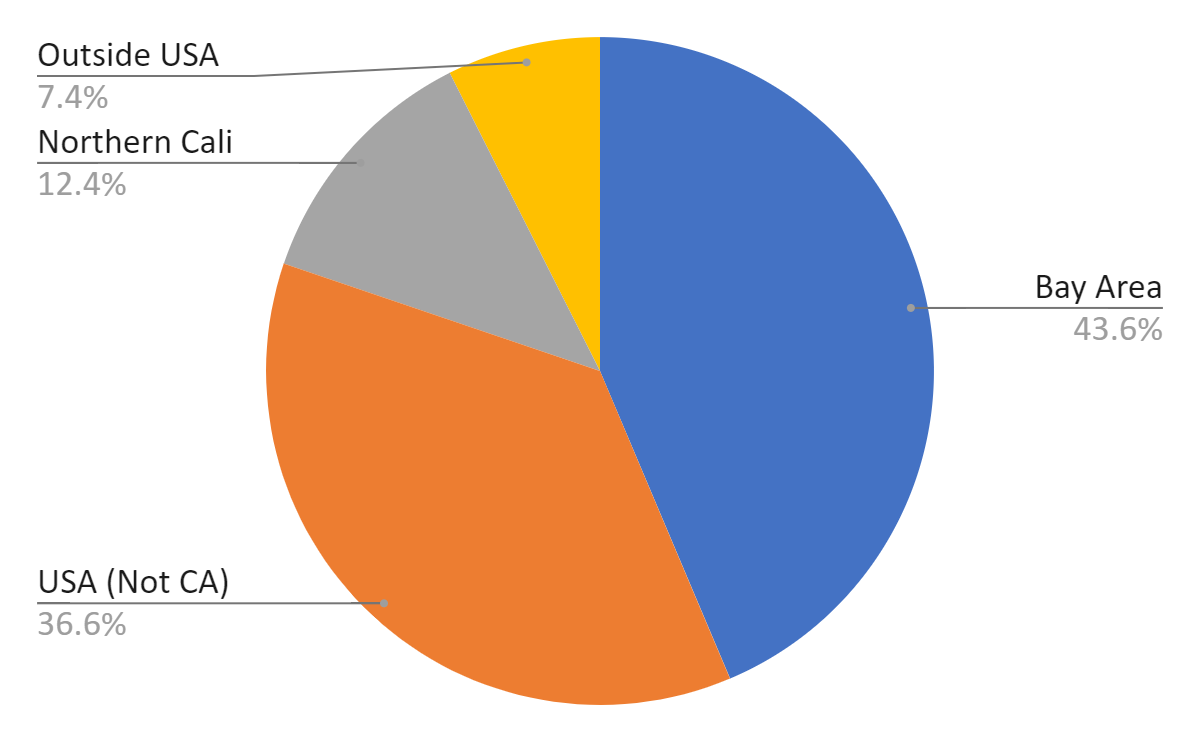 Outside USA
7.4%
Northern Cali
12.4%
Bay Area
43.6%
USA (Not CA)
36.6%